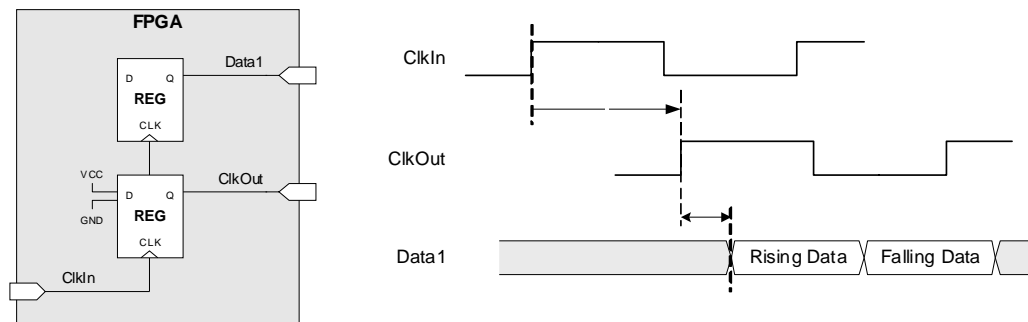 FPGA
Data1
D Q
REG
CLK
ClkOut
VCC
D Q
REG
GND
CLK
ClkIn
ClkIn
ClkOut
Data1
Rising Data
Falling Data